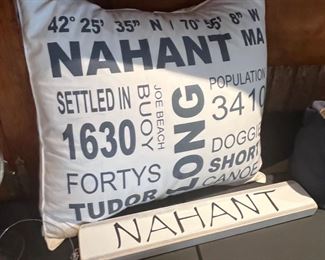 42° 25' 35" N | 70° 55' 8" W
NAHANT MA
SETTLED IN
1630
JOE BEACH
BUOY
LONG
POPULATION
3410
DOGGIE
SHORT
CANOE
FORTYS
TUDOR
NAHANT